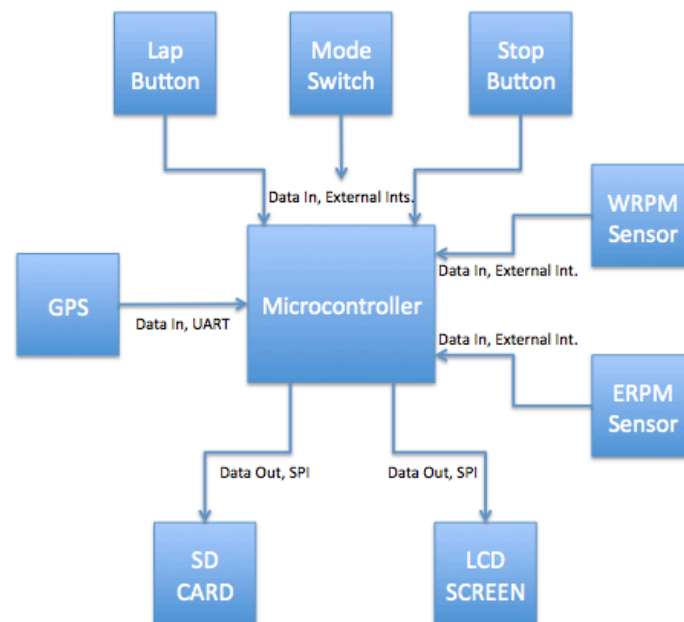 Lap
Button
Mode
Switch
Stop
Button
Data In, External Ints.
WRPM
Sensor
Data In, External Int.
GPS
Data In, UART
Microcontroller
Data In, External Int.
ERPM
Sensor
Data Out, SPI
Data Out, SPI
SD
CARD
LCD
SCREEN